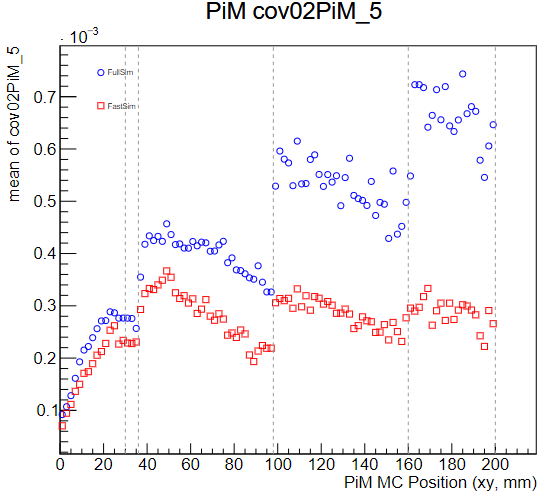 PiM cov02PiM_5
×10⁻³
mean of cov02PiM_5
FullSim
FastSim
0.7
0.6
0.5
0.4
0.3
0.2
0.1
0 20 40 60 80 100 120 140 160 180 200
PiM MC Position (xy, mm)